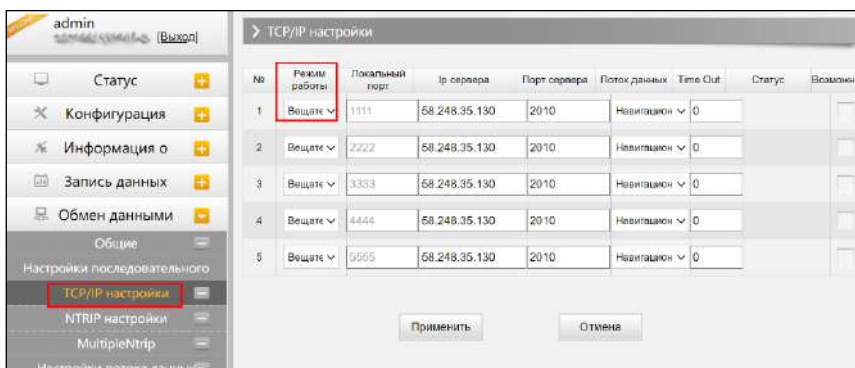 admin
[Выход]
TCP/IP настройки
Статус
Конфигурация
Информация о
Запись данных
Обмен данными
Общие
Настройки последовательного
TCP/IP настройки
NTRIP настройки
MultipleNtrip
№ Режим работы Локальный порт Ip сервера Порт сервера Поток данных Time Out Статус Возможн
1 Вещате 1111 58.248.35.130 2010 Навигацион 0
2 Вещате 2222 58.248.35.130 2010 Навигацион 0
3 Вещате 3333 58.248.35.130 2010 Навигацион 0
4 Вещате 4444 58.248.35.130 2010 Навигацион 0
5 Вещате 5555 58.248.35.130 2010 Навигацион 0
Применить Отмена